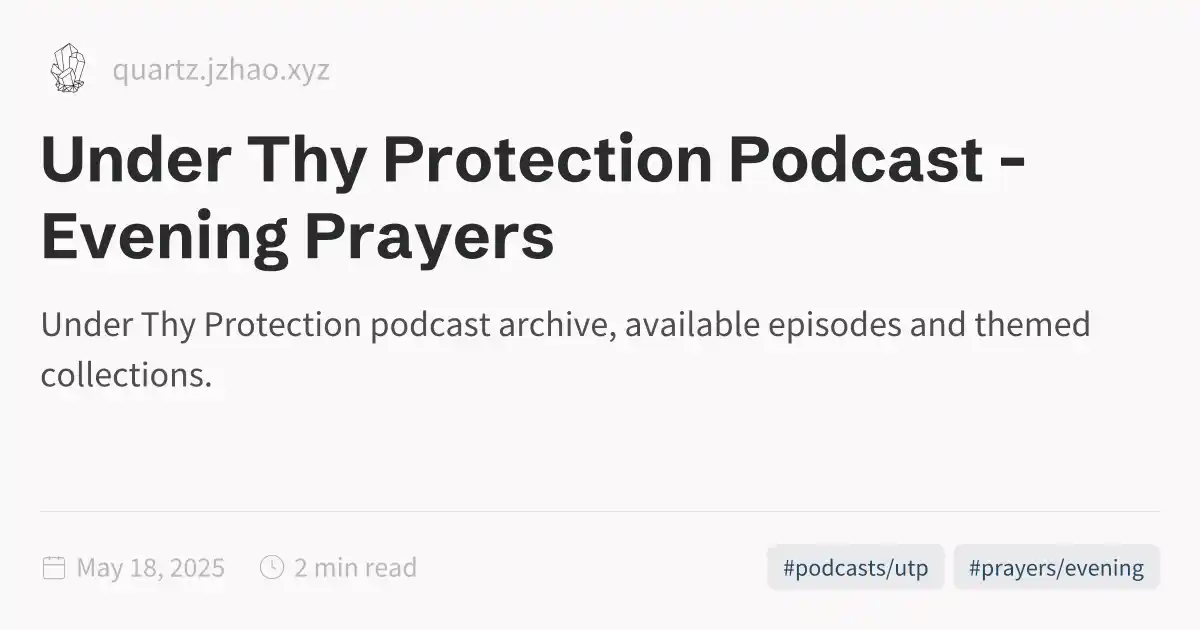 quartz.jzhao.xyz
Under Thy Protection Podcast -
Evening Prayers
Under Thy Protection podcast archive, available episodes and themed
collections.
May 18, 2025
2 min read
#podcasts/utp
#prayers/evening